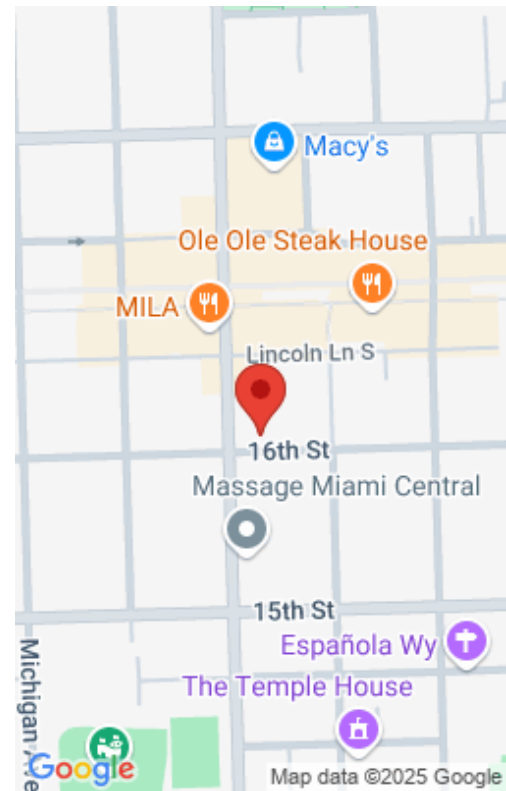 Macy's
Ole Ole Steak House
MILA
Lincoln Ln S
16th St
Massage Miami Central
15th St
Española Wy
Michigan Ave
The Temple House
Google
Map data ©2025 Google